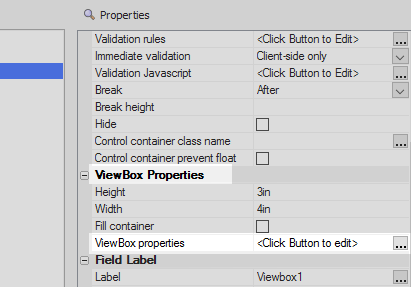 Properties
Validation rules <Click Button to Edit> ...
Immediate validation Client-side only
Validation Javascript <Click Button to Edit> ...
Break After
Break height
Hide
Control container class name ...
Control container prevent float
ViewBox Properties
Height 3in
Width 4in
Fill container
ViewBox properties <Click Button to edit> ...
Field Label
Label Viewbox1 ...